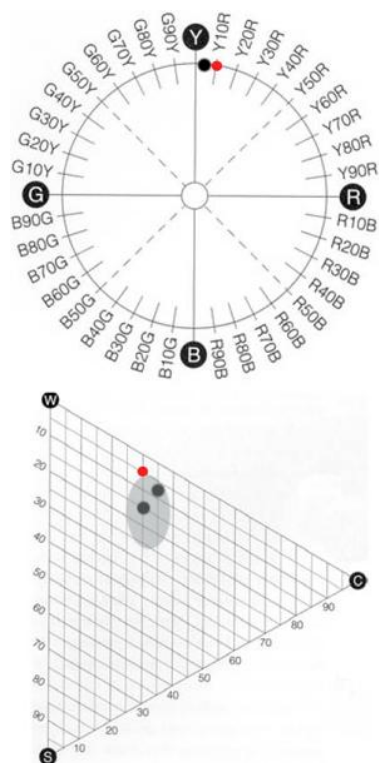 Y
G90Y
Y10R
G80Y
Y20R
G70Y
Y30R
G60Y
Y40R
G50Y
Y50R
G40Y
Y60R
G30Y
Y70R
G20Y
Y80R
G10Y
Y90R
G
R
B90G
R10B
B80G
R20B
B70G
R30B
B60G
R40B
B50G
R50B
B40G
R60B
B30G
R70B
B20G
R80B
B10G
R90B
B
W
10
20
30
40
50
60
70
80
90
S
10
20
30
40
50
60
70
80
90
C